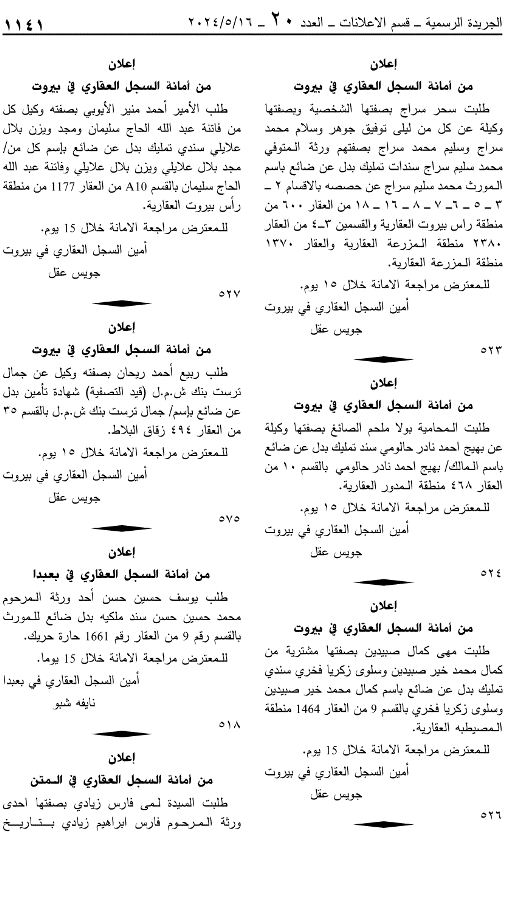 الجريدة الرسمية ــ قسم الاعلانات ــ العدد ٢٠ ــ ٢٠٢٤/٥/١٦
١١٤١
إعلان
من أمانة السجل العقاري في بيروت
طلبت سحر سراج بصفتها الشخصية وبصفتها
وكيلة عن كل من ليلى توفيق جوهر وسلام محمد
سراج وسليم محمد سراج بصفتهم ورثة المتوفي
محمد سليم سراج سندات تمليك بدل عن ضائع باسم
المورث محمد سليم سراج عن حصصه بالاقسام ٢ ــ
٣ ــ ٥ ــ ٦ــ ٧ ــ ٨ ــ ١٦ ــ ١٨ من العقار ٦٠٠ من
منطقة راس بيروت العقارية والقسمين ٣ــ٤ من العقار
٢٣٨٠ منطقة المزرعة العقارية والعقار ١٣٧٠
منطقة المزرعة العقارية.
للمعترض مراجعة الامانة خلال ١٥ يوم.
أمين السجل العقاري في بيروت
جويس عقل
٥٢٣
إعلان
من أمانة السجل العقاري في بيروت
طلبت المحامية بولا ملحم الصائغ بصفتها وكيلة
عن بهيج احمد نادر حالومي سند تمليك بدل عن ضائع
باسم المالك/ بهيج احمد نادر حالومي بالقسم ١٠ من
العقار ٤٦٨ منطقة المدور العقارية.
للمعترض مراجعة الامانة خلال ١٥ يوم.
أمين السجل العقاري في بيروت
جويس عقل
٥٢٤
إعلان
من أمانة السجل العقاري في بيروت
طلبت مهى كمال صبيدين بصفتها مشترية من
كمال محمد خير صبيدين وسلوى زكريا فخري سندي
تمليك بدل عن ضائع باسم كمال محمد خير صبيدين
وسلوى زكريا فخري بالقسم 9 من العقار 1464 منطقة
المصيطبه العقارية.
للمعترض مراجعة الامانة خلال 15 يوم.
أمين السجل العقاري في بيروت
جويس عقل
٥٢٦
إعلان
من أمانة السجل العقاري في بيروت
طلب الأمير أحمد منير الأيوبي بصفته وكيل كل
من فاتنة عبد الله الحاج سليمان ومجد ويزن بلال
علايلي سندي تمليك بدل عن ضائع بإسم كل من/
مجد بلال علايلي ويزن بلال علايلي وفاتنة عبد الله
الحاج سليمان بالقسم A10 من العقار 1177 من منطقة
رأس بيروت العقارية.
للمعترض مراجعة الامانة خلال 15 يوم.
أمين السجل العقاري في بيروت
جويس عقل
٥٢٧
إعلان
من أمانة السجل العقاري في بيروت
طلب ربيع أحمد ريحان بصفته وكيل عن جمال
ترست بنك ش.م.ل (قيد التصفية) شهادة تأمين بدل
عن ضائع بإسم/ جمال ترست بنك ش.م.ل بالقسم ٣٥
من العقار ٤٩٤ زقاق البلاط.
للمعترض مراجعة الامانة خلال ١٥ يوم.
أمين السجل العقاري في بيروت
جويس عقل
٥٧٥
إعلان
من أمانة السجل العقاري في بعبدا
طلب يوسف حسين حسن أحد ورثة المرحوم
محمد حسين حسن سند ملكيه بدل ضائع للمورث
بالقسم رقم 9 من العقار رقم 1661 حارة حريك.
للمعترض مراجعة الامانة خلال 15 يوما.
أمين السجل العقاري في بعبدا
نايفه شبو
٥١٨
إعلان
من أمانة السجل العقاري في المتن
طلبت السيدة لمى فارس زيادي بصفتها احدى
ورثة المرحوم فارس ابراهيم زيادي بـتـاريـخ